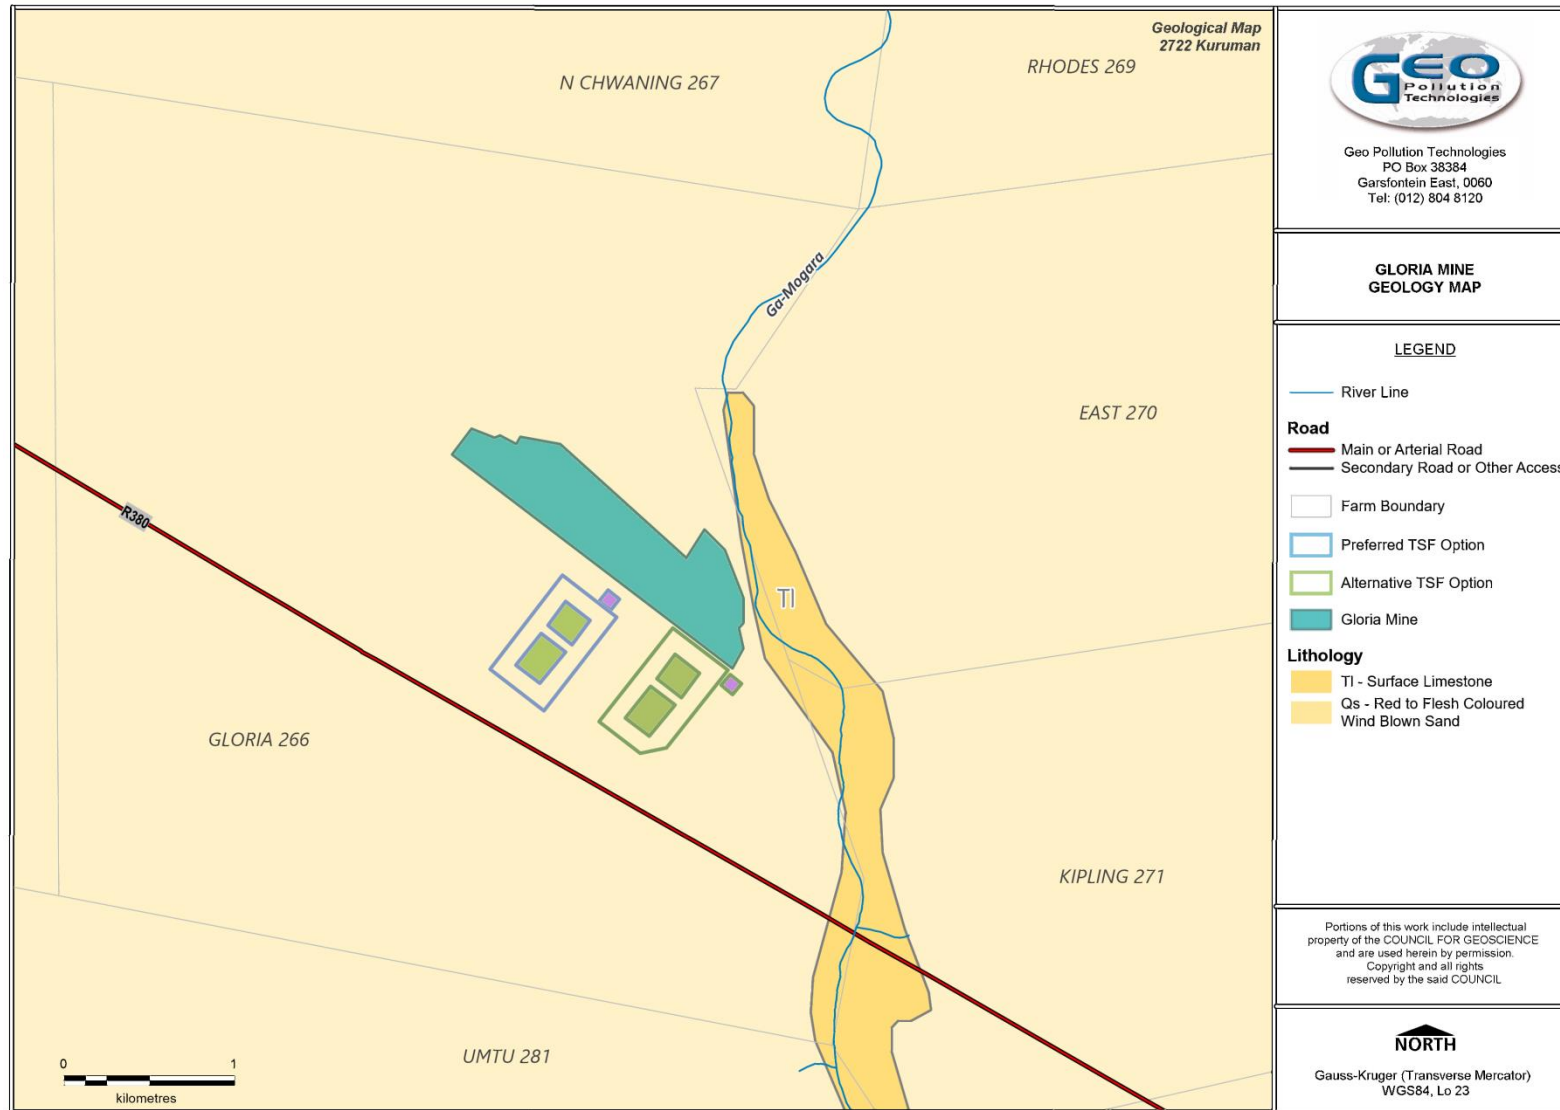 Geological Map
2722 Kuruman
N CHWANING 267
RHODES 269
Ga-Mogara
EAST 270
R380
Tl
GLORIA 266
KIPLING 271
UMTU 281
0 1
kilometres
GEO
Pollution
Technologies
Geo Pollution Technologies
PO Box 38384
Garsfontein East, 0060
Tel: (012) 804 8120
GLORIA MINE
GEOLOGY MAP
LEGEND
River Line
Road
Main or Arterial Road
Secondary Road or Other Access
Farm Boundary
Preferred TSF Option
Alternative TSF Option
Gloria Mine
Lithology
Tl - Surface Limestone
Qs - Red to Flesh Coloured
Wind Blown Sand
Portions of this work include intellectual
property of the COUNCIL FOR GEOSCIENCE
and are used herein by permission.
Copyright and all rights
reserved by the said COUNCIL
NORTH
Gauss-Kruger (Transverse Mercator)
WGS84, Lo 23